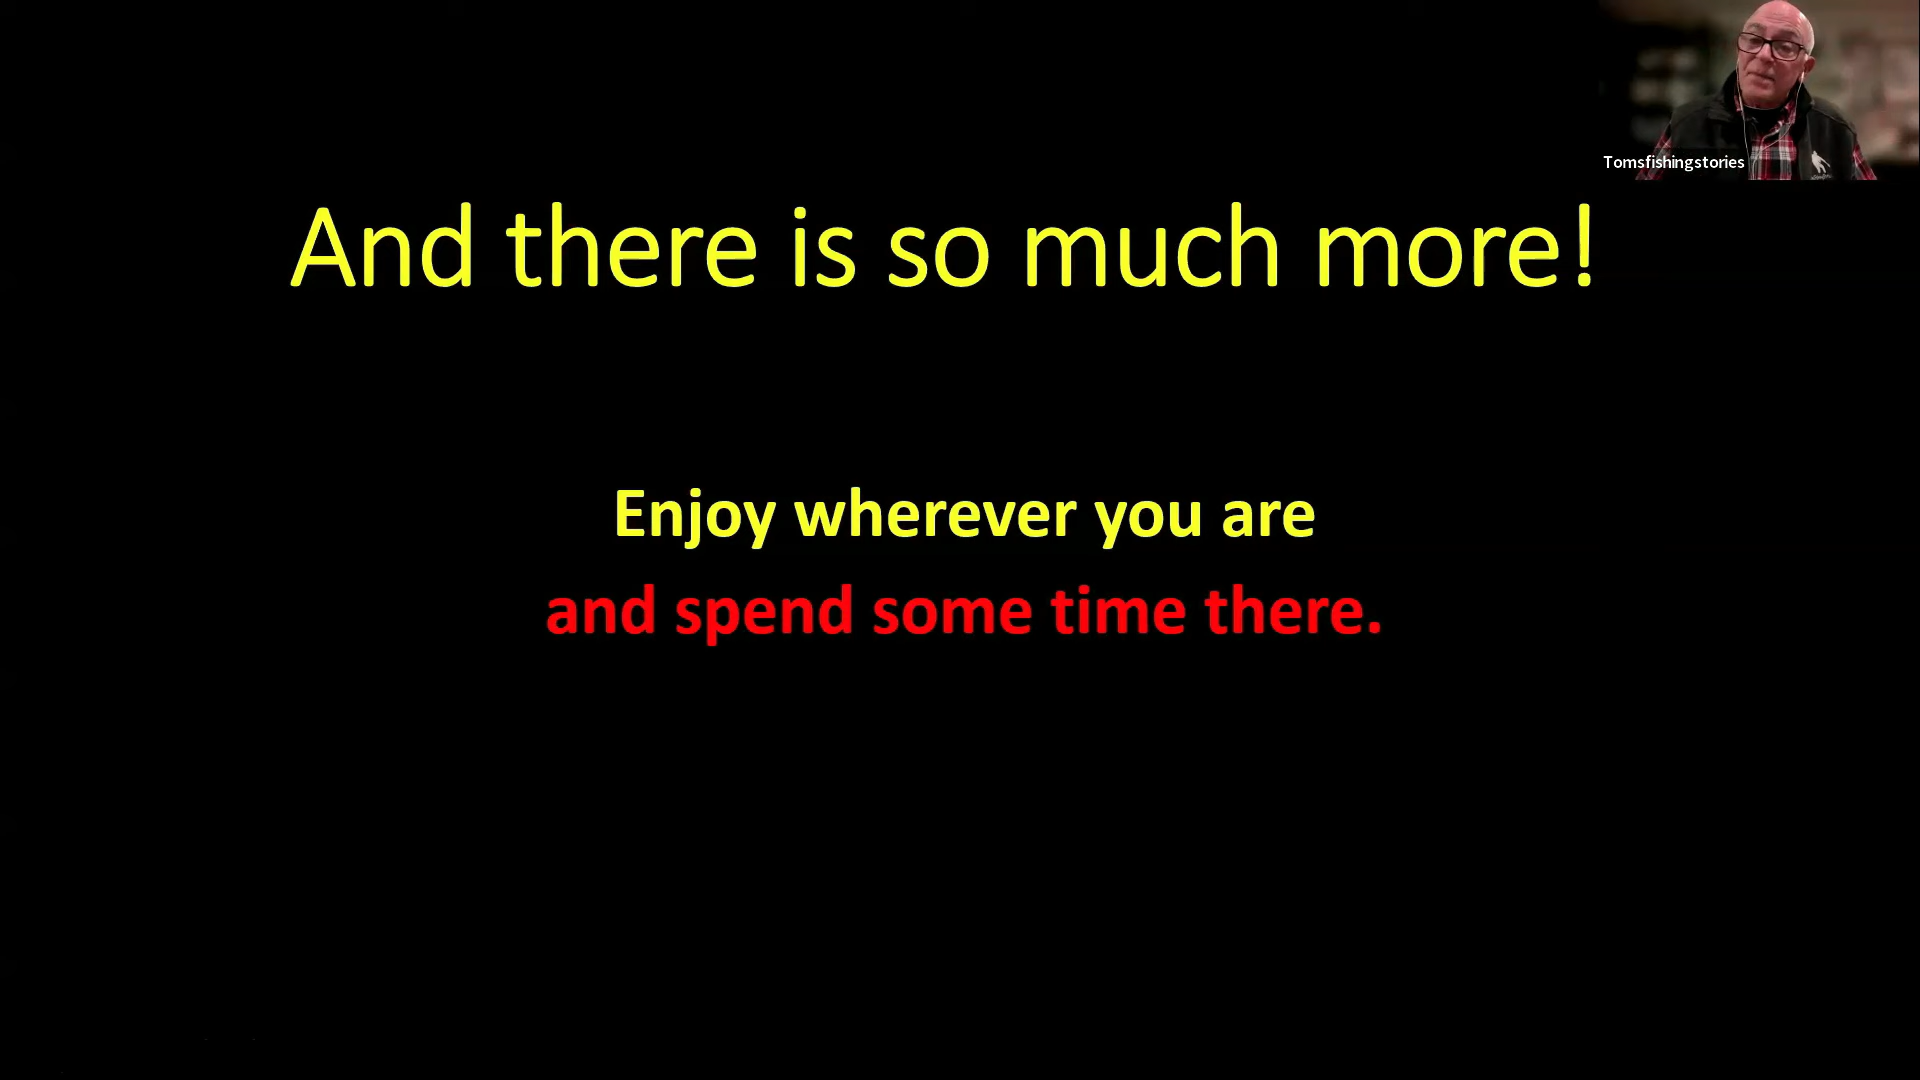 Tomsfishingstories
And there is so much more!
Enjoy wherever you are
and spend some time there.